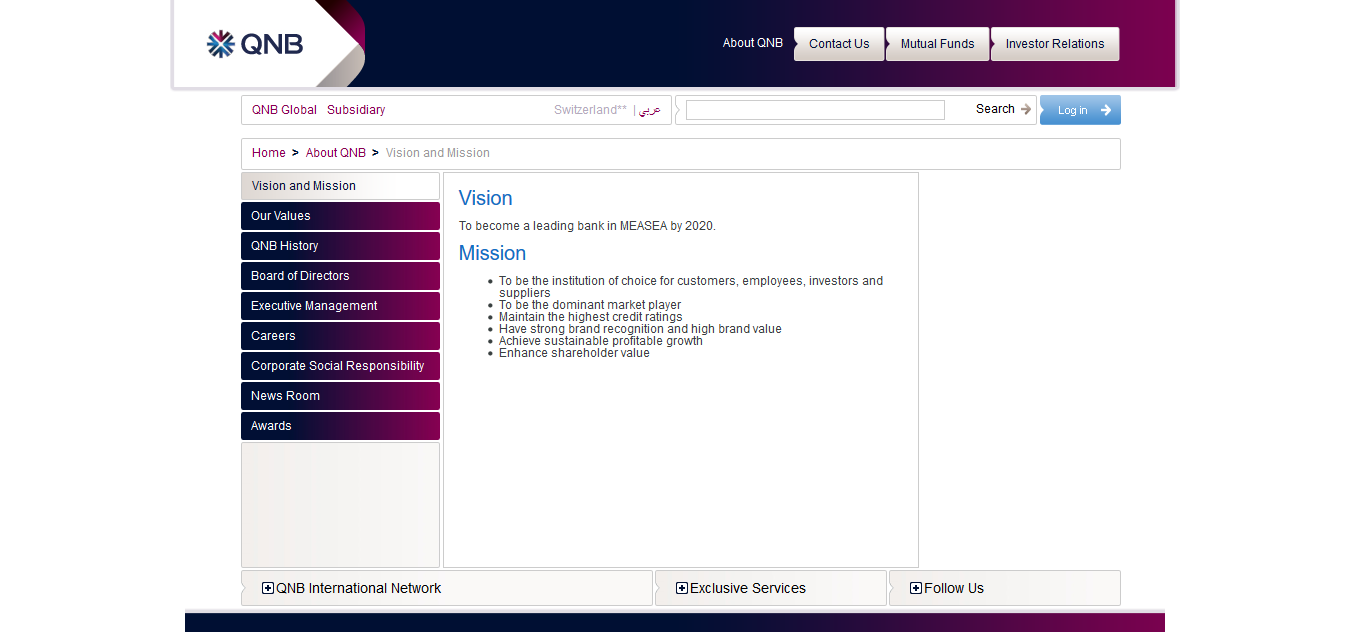 QNB
About QNB
Contact Us
Mutual Funds
Investor Relations
QNB Global Subsidiary
Switzerland** | عربي
Search
Log in
Home > About QNB > Vision and Mission
Vision and Mission
Our Values
QNB History
Board of Directors
Executive Management
Careers
Corporate Social Responsibility
News Room
Awards
Vision
To become a leading bank in MEASEA by 2020.
Mission
• To be the institution of choice for customers, employees, investors and
suppliers
• To be the dominant market player
• Maintain the highest credit ratings
• Have strong brand recognition and high brand value
• Achieve sustainable profitable growth
• Enhance shareholder value
QNB International Network
Exclusive Services
Follow Us